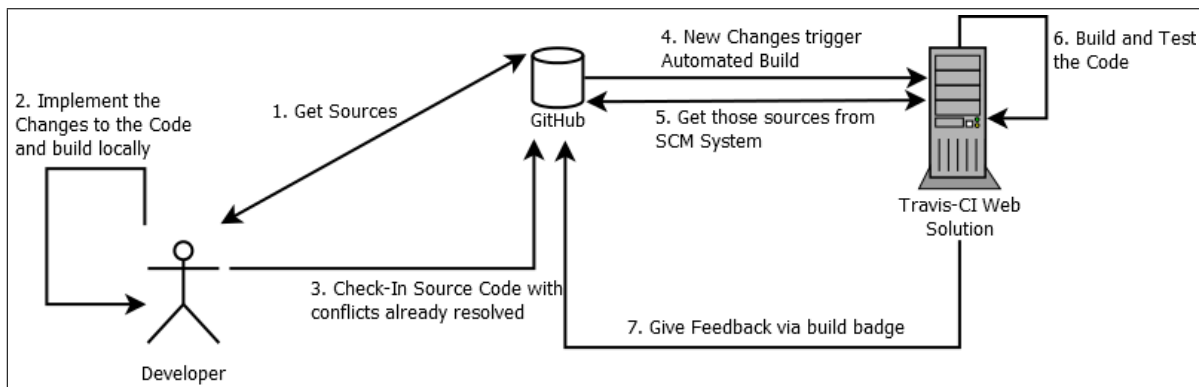 4. New Changes trigger
Automated Build
6. Build and Test
the Code
2. Implement the
Changes to the Code
and build locally
1. Get Sources
GitHub
5. Get those sources from
SCM System
Travis-CI Web
Solution
3. Check-In Source Code with
conflicts already resolved
7. Give Feedback via build badge
Developer